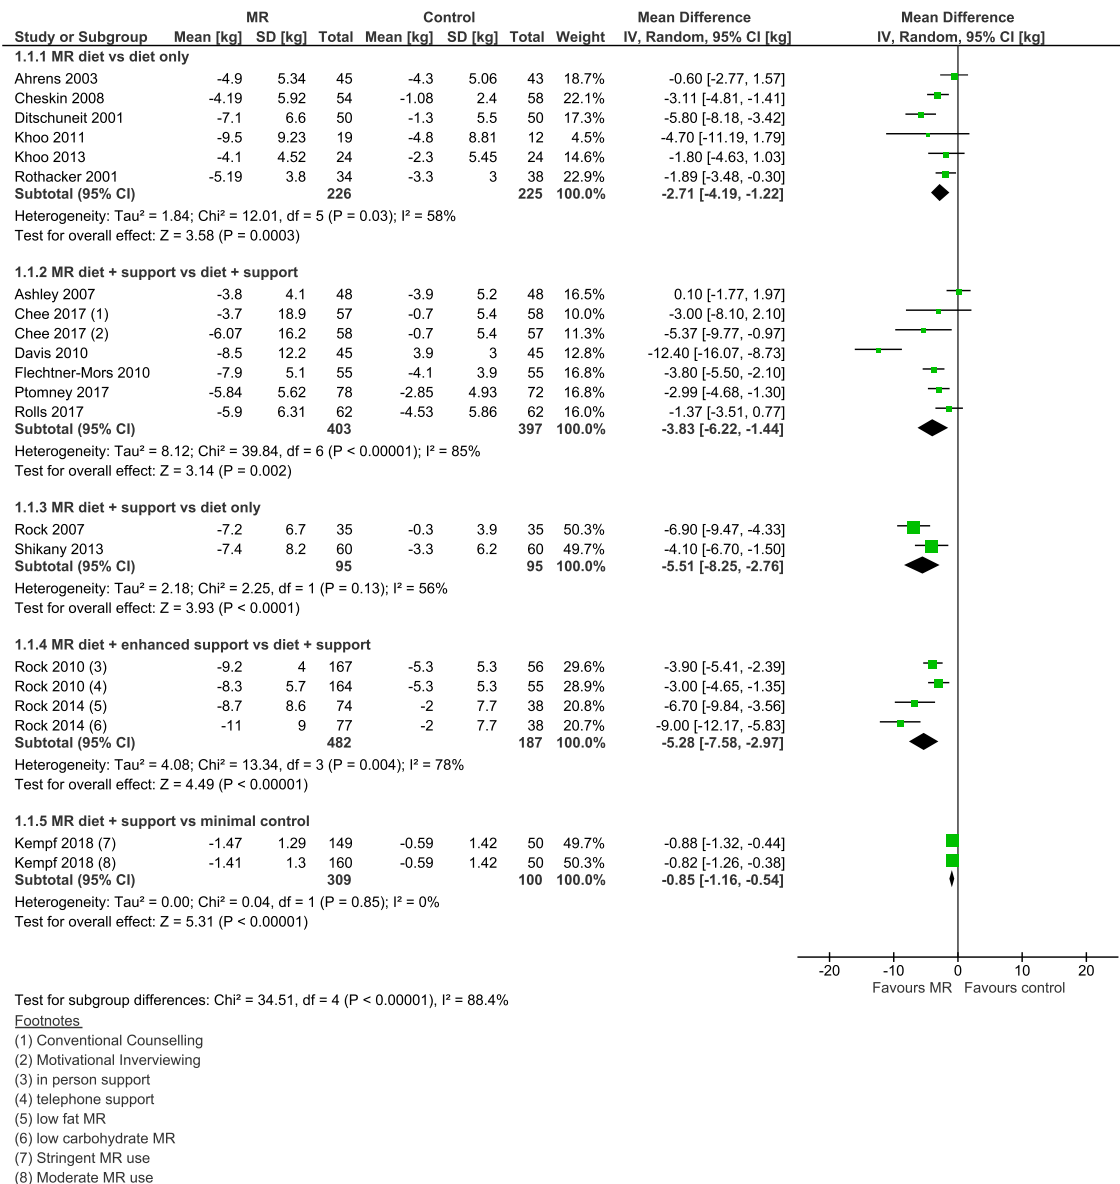 MR Control Mean Difference Mean Difference
Study or Subgroup Mean [kg] SD [kg] Total Mean [kg] SD [kg] Total Weight IV, Random, 95% CI [kg] IV, Random, 95% CI [kg]
1.1.1 MR diet vs diet only
Ahrens 2003 -4.9 5.34 45 -4.3 5.06 43 18.7% -0.60 [-2.77, 1.57]
Cheskin 2008 -4.19 5.92 54 -1.08 2.4 58 22.1% -3.11 [-4.81, -1.41]
Ditschuneit 2001 -7.1 6.6 50 -1.3 5.5 50 17.3% -5.80 [-8.18, -3.42]
Khoo 2011 -9.5 9.23 19 -4.8 8.81 12 4.5% -4.70 [-11.19, 1.79]
Khoo 2013 -4.1 4.52 24 -2.3 5.45 24 14.6% -1.80 [-4.63, 1.03]
Rothacker 2001 -5.19 3.8 34 -3.3 3 38 22.9% -1.89 [-3.48, -0.30]
Subtotal (95% CI) 226 225 100.0% -2.71 [-4.19, -1.22]
Heterogeneity: Tau² = 1.84; Chi² = 12.01, df = 5 (P = 0.03); I² = 58%
Test for overall effect: Z = 3.58 (P = 0.0003)
1.1.2 MR diet + support vs diet + support
Ashley 2007 -3.8 4.1 48 -3.9 5.2 48 16.5% 0.10 [-1.77, 1.97]
Chee 2017 (1) -3.7 18.9 57 -0.7 5.4 58 10.0% -3.00 [-8.10, 2.10]
Chee 2017 (2) -6.07 16.2 58 -0.7 5.4 57 11.3% -5.37 [-9.77, -0.97]
Davis 2010 -8.5 12.2 45 3.9 3 45 12.8% -12.40 [-16.07, -8.73]
Flechtner-Mors 2010 -7.9 5.1 55 -4.1 3.9 55 16.8% -3.80 [-5.50, -2.10]
Ptomney 2017 -5.84 5.62 78 -2.85 4.93 72 16.8% -2.99 [-4.68, -1.30]
Rolls 2017 -5.9 6.31 62 -4.53 5.86 62 16.0% -1.37 [-3.51, 0.77]
Subtotal (95% CI) 403 397 100.0% -3.83 [-6.22, -1.44]
Heterogeneity: Tau² = 8.12; Chi² = 39.84, df = 6 (P < 0.00001); I² = 85%
Test for overall effect: Z = 3.14 (P = 0.002)
1.1.3 MR diet + support vs diet only
Rock 2007 -7.2 6.7 35 -0.3 3.9 35 50.3% -6.90 [-9.47, -4.33]
Shikany 2013 -7.4 8.2 60 -3.3 6.2 60 49.7% -4.10 [-6.70, -1.50]
Subtotal (95% CI) 95 95 100.0% -5.51 [-8.25, -2.76]
Heterogeneity: Tau² = 2.18; Chi² = 2.25, df = 1 (P = 0.13); I² = 56%
Test for overall effect: Z = 3.93 (P < 0.0001)
1.1.4 MR diet + enhanced support vs diet + support
Rock 2010 (3) -9.2 4 167 -5.3 5.3 56 29.6% -3.90 [-5.41, -2.39]
Rock 2010 (4) -8.3 5.7 164 -5.3 5.3 55 28.9% -3.00 [-4.65, -1.35]
Rock 2014 (5) -8.7 8.6 74 -2 7.7 38 20.8% -6.70 [-9.84, -3.56]
Rock 2014 (6) -11 9 77 -2 7.7 38 20.7% -9.00 [-12.17, -5.83]
Subtotal (95% CI) 482 187 100.0% -5.28 [-7.58, -2.97]
Heterogeneity: Tau² = 4.08; Chi² = 13.34, df = 3 (P = 0.004); I² = 78%
Test for overall effect: Z = 4.49 (P < 0.00001)
1.1.5 MR diet + support vs minimal control
Kempf 2018 (7) -1.47 1.29 149 -0.59 1.42 50 49.7% -0.88 [-1.32, -0.44]
Kempf 2018 (8) -1.41 1.3 160 -0.59 1.42 50 50.3% -0.82 [-1.26, -0.38]
Subtotal (95% CI) 309 100 100.0% -0.85 [-1.16, -0.54]
Heterogeneity: Tau² = 0.00; Chi² = 0.04, df = 1 (P = 0.85); I² = 0%
Test for overall effect: Z = 5.31 (P < 0.00001)
-20 -10 0 10 20
Favours MR Favours control
Test for subgroup differences: Chi² = 34.51, df = 4 (P < 0.00001), I² = 88.4%
Footnotes
(1) Conventional Counselling
(2) Motivational Inverviewing
(3) in person support
(4) telephone support
(5) low fat MR
(6) low carbohydrate MR
(7) Stringent MR use
(8) Moderate MR use